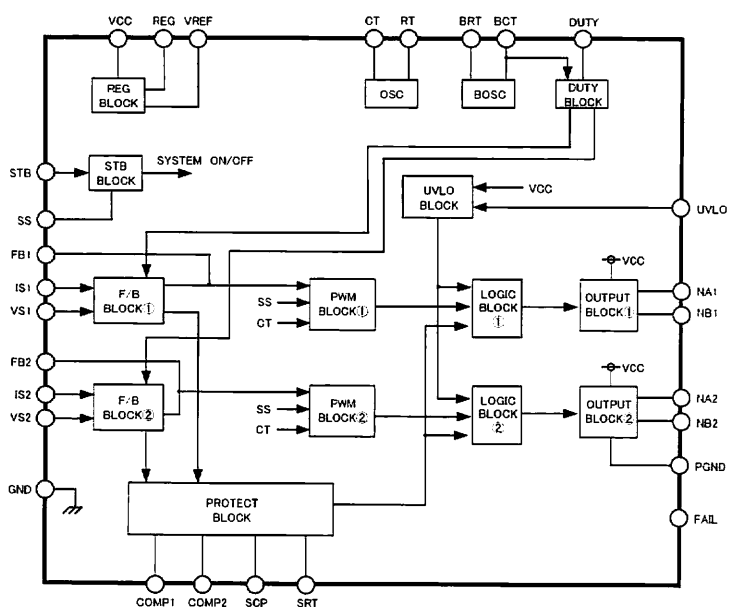 VCC REG VREF CT RT BRT BCT DUTY
REG
BLOCK
OSC
BOSC
DUTY
BLOCK
STB
STB
BLOCK
SYSTEM ON/OFF
SS
UVLO
BLOCK
VCC
UVLO
FB1
IS1
VS1
F/B
BLOCK①
SS
CT
PWM
BLOCK①
LOGIC
BLOCK
①
VCC
OUTPUT
BLOCK①
NA1
NB1
FB2
IS2
VS2
F/B
BLOCK②
SS
CT
PWM
BLOCK②
LOGIC
BLOCK
②
VCC
OUTPUT
BLOCK②
NA2
NB2
PGND
GND
PROTECT
BLOCK
FAIL
COMP1 COMP2 SCP SRT